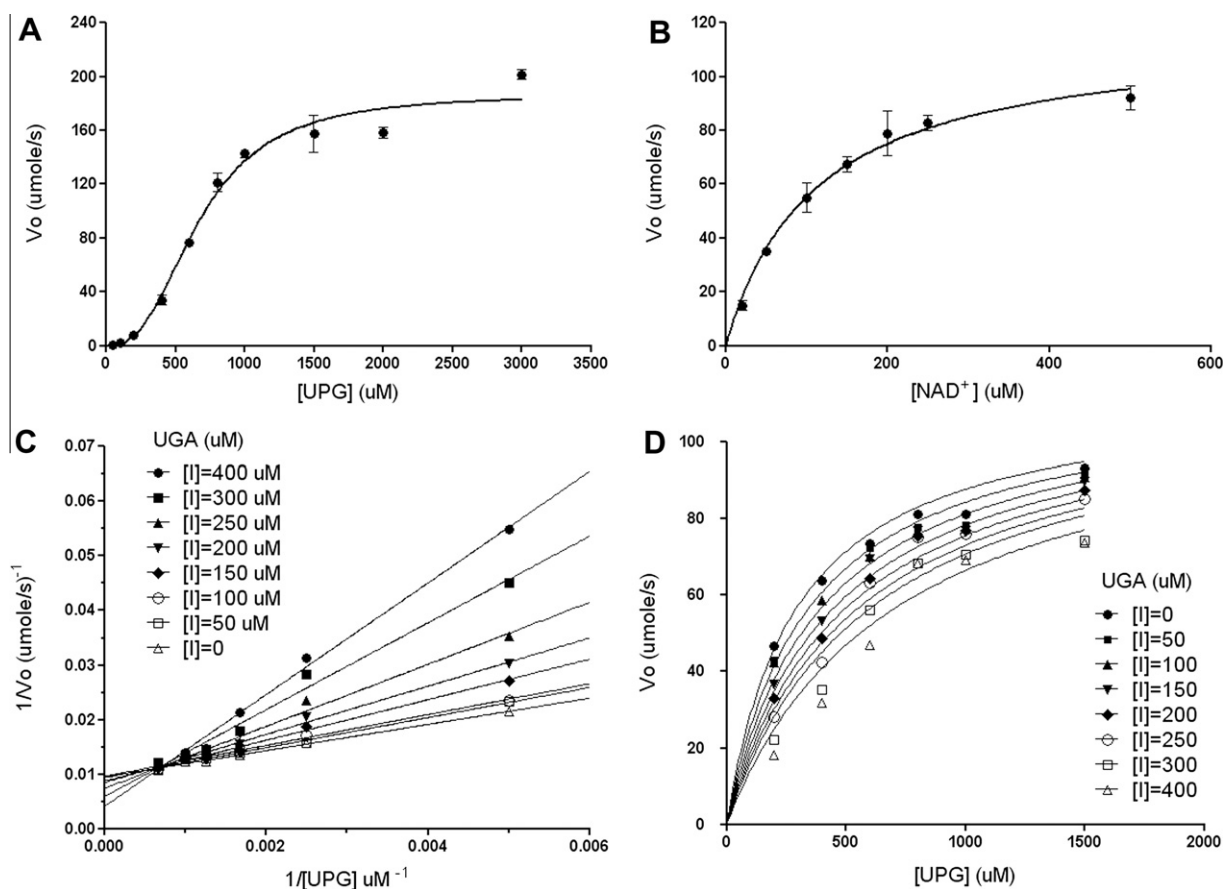 A
Vo (umole/s)
240
200
160
120
80
40
0
0 500 1000 1500 2000 2500 3000 3500
[UPG] (uM)
B
Vo (umole/s)
120
100
80
60
40
20
0
0 200 400 600
[NAD+] (uM)
C
UGA (uM)
[I]=400 uM
[I]=300 uM
[I]=250 uM
[I]=200 uM
[I]=150 uM
[I]=100 uM
[I]=50 uM
[I]=0
1/Vo (umole/s)-1
0.07
0.06
0.05
0.04
0.03
0.02
0.01
0.00
0.000 0.002 0.004 0.006
1/[UPG] uM -1
D
Vo (umole/s)
100
80
60
40
20
0
0 500 1000 1500 2000
[UPG] (uM)
UGA (uM)
[I]=0
[I]=50
[I]=100
[I]=150
[I]=200
[I]=250
[I]=300
[I]=400